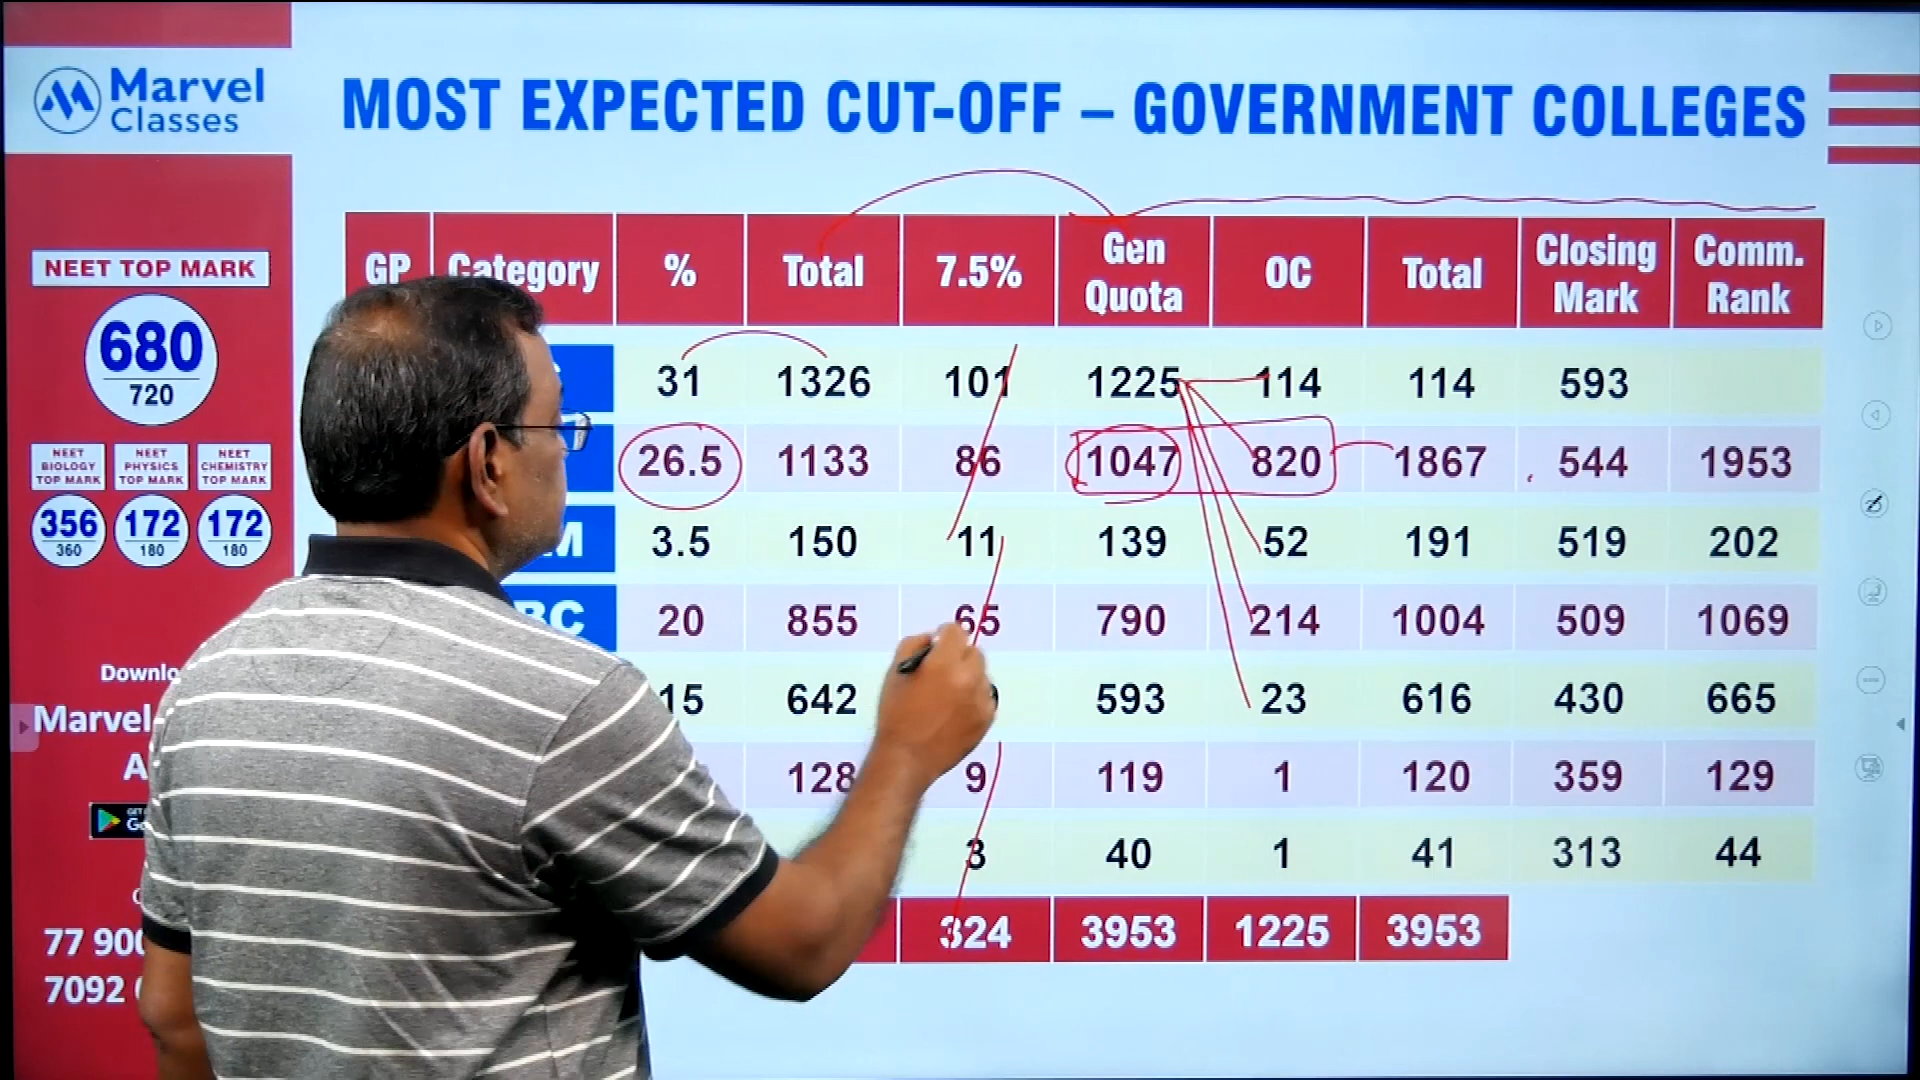 Marvel
Classes
MOST EXPECTED CUT-OFF – GOVERNMENT COLLEGES
NEET TOP MARK
680
720
NEET BIOLOGY TOP MARK
356
360
NEET PHYSICS TOP MARK
172
180
NEET CHEMISTRY TOP MARK
172
180
Marvel
77 900
7092
GP Category % Total 7.5% Gen Quota OC Total Closing Mark Comm. Rank
31 1326 101 1225 114 114 593
26.5 1133 86 1047 820 1867 544 1953
M 3.5 150 11 139 52 191 519 202
BC 20 855 65 790 214 1004 509 1069
15 642 593 23 616 430 665
128 9 119 1 120 359 129
3 40 1 41 313 44
324 3953 1225 3953